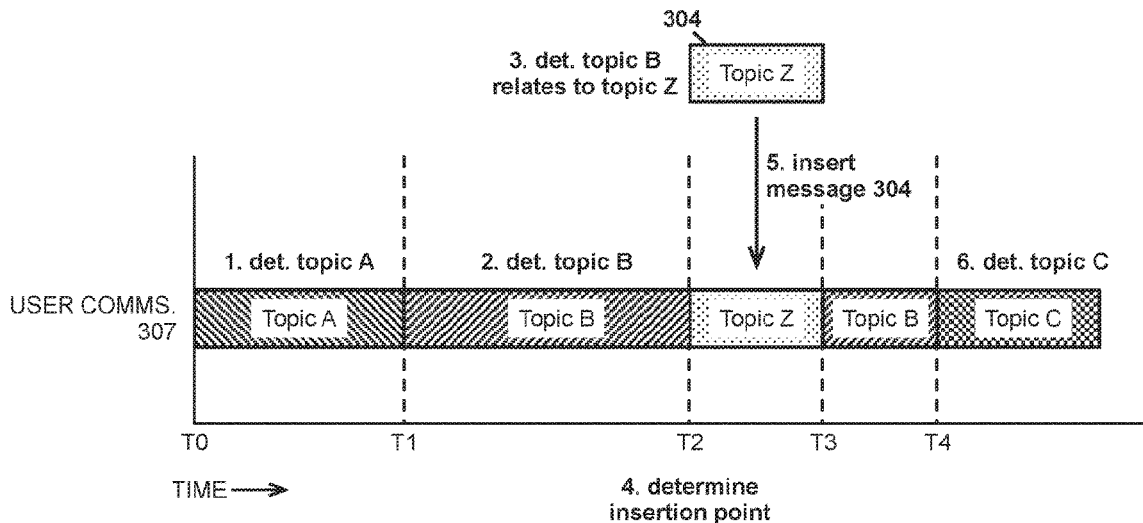 304
3. det. topic B
relates to topic Z
Topic Z
5. insert
message 304
1. det. topic A
2. det. topic B
6. det. topic C
USER COMMS.
307
Topic A
Topic B
Topic Z
Topic B
Topic C
T0
T1
T2
T3
T4
TIME
4. determine
insertion point